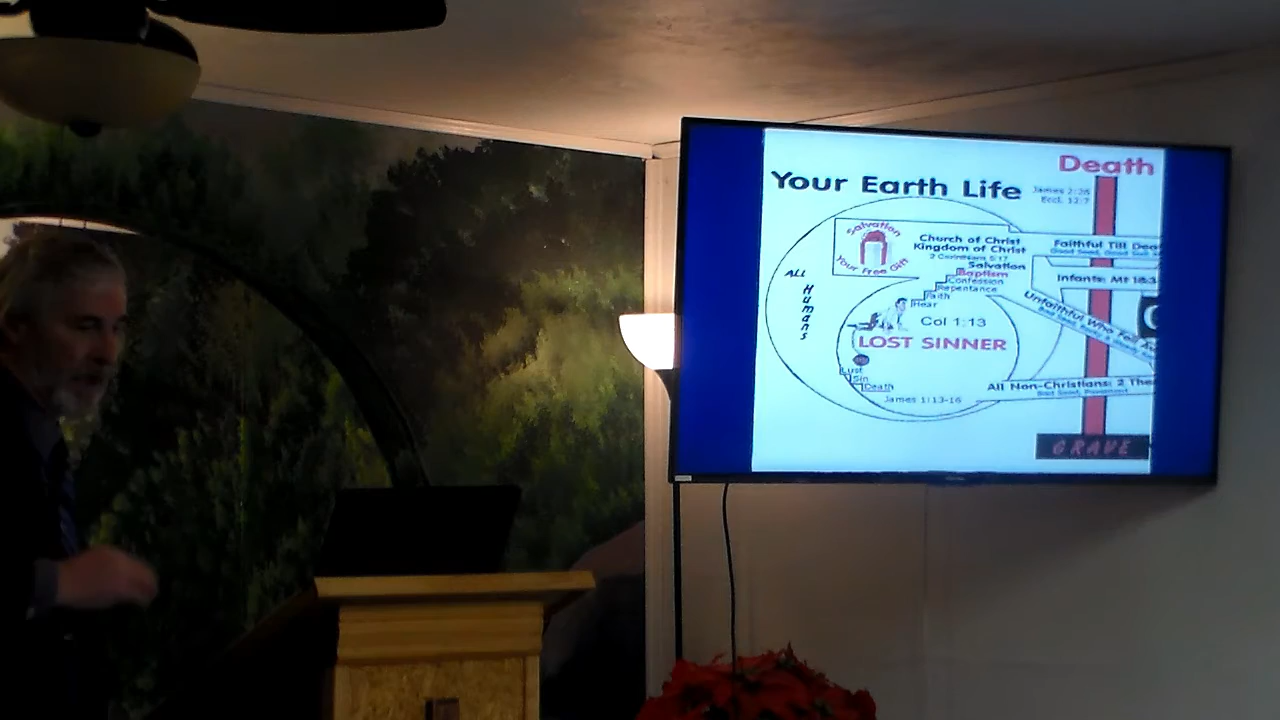 Death
Your Earth Life
James 2:26
Eccl. 12:7
Salvation
Your Free Gift
Church of Christ
Kingdom of Christ
2 Corinthians 5:17
Salvation
Baptism
Confession
Repentance
Faith
Hear
Faithful Till Dea
Infants: Mt 18:3
Unfaithful Who
ALL
Humans
Col 1:13
LOST SINNER
Lust
Sin
Death
James 1:13-16
All Non-Christians: 2 The
GRAVE